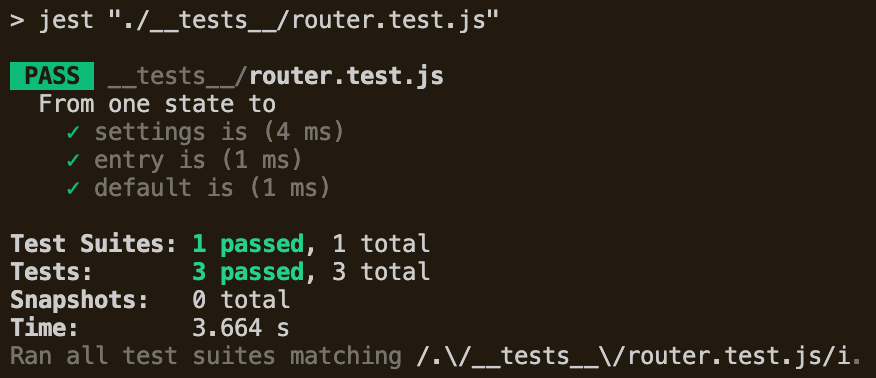 > jest "./__tests__/router.test.js"
PASS __tests__/router.test.js
From one state to
✓ settings is (4 ms)
✓ entry is (1 ms)
✓ default is (1 ms)
Test Suites: 1 passed, 1 total
Tests: 3 passed, 3 total
Snapshots: 0 total
Time: 3.664 s
Ran all test suites matching /.\/__tests__\/router.test.js/i.